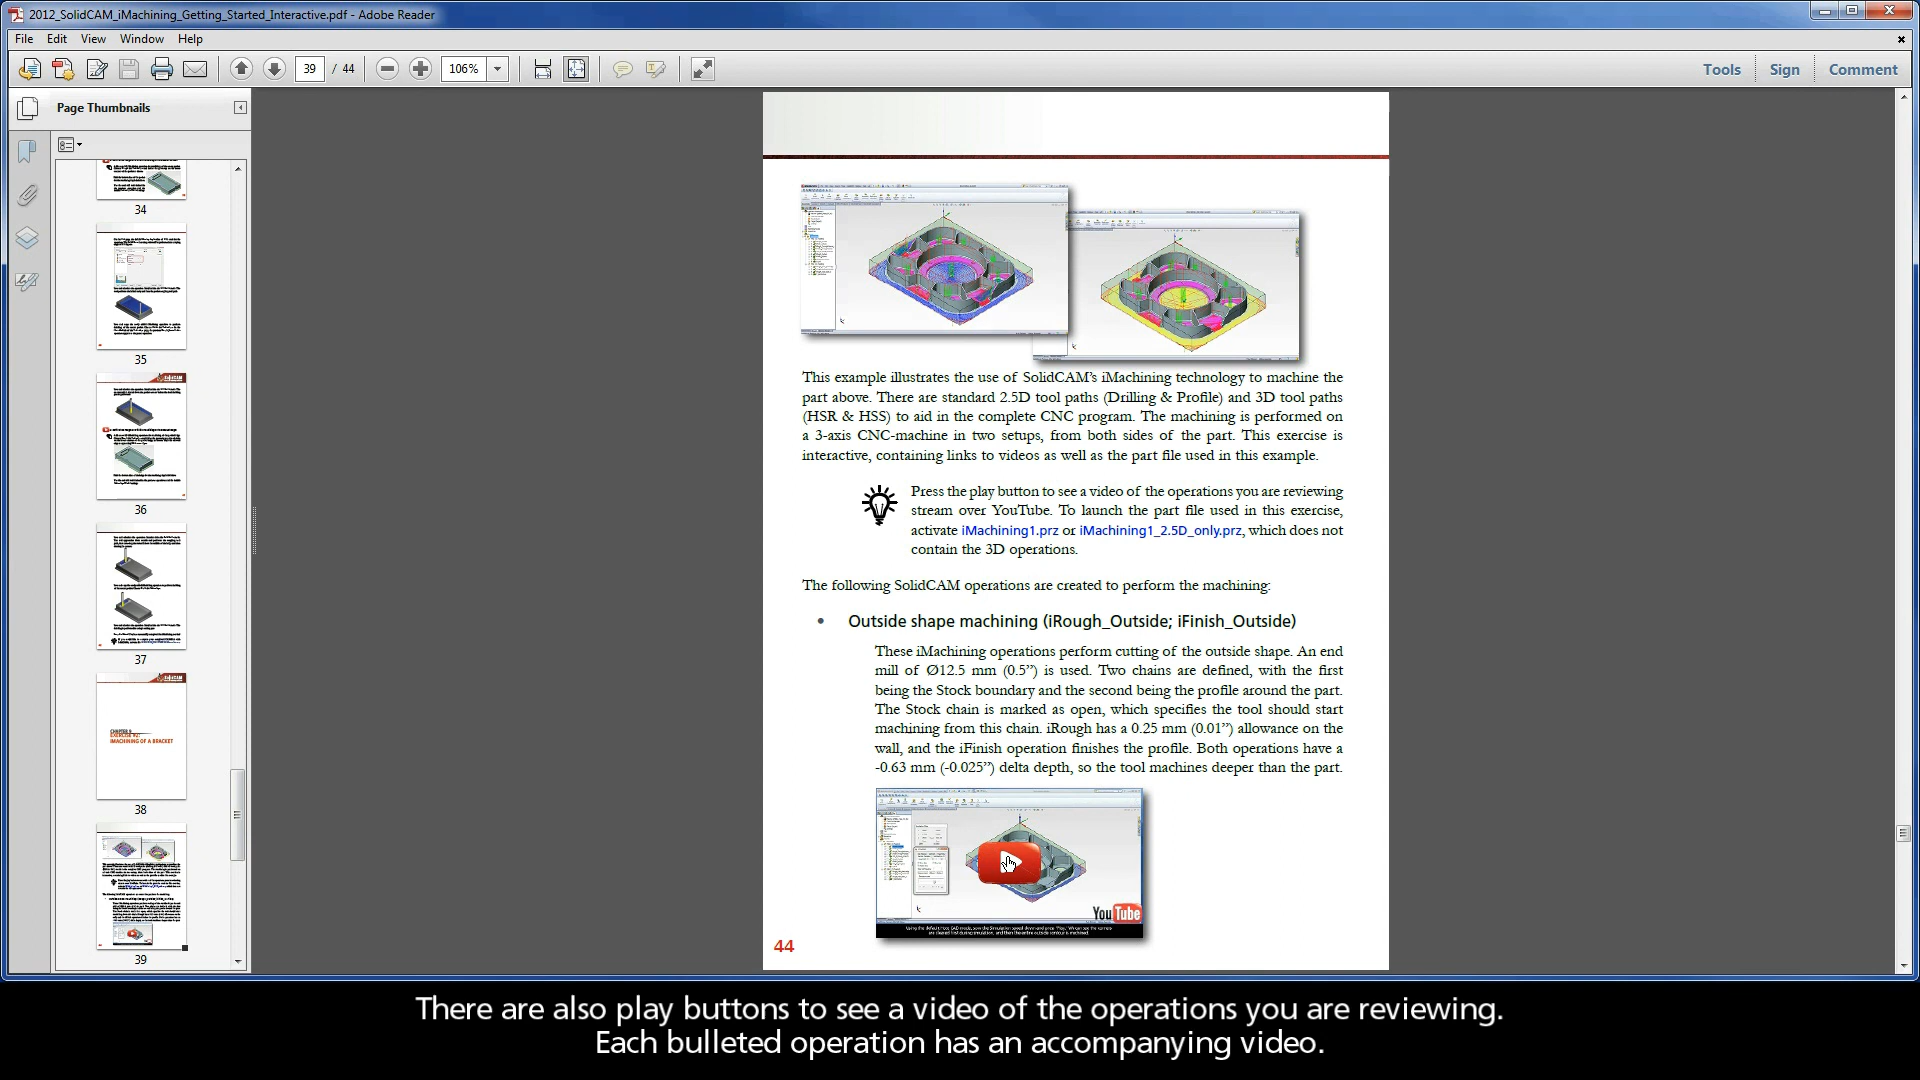 2012_SolidCAM_iMachining_Getting_Started_Interactive.pdf - Adobe Reader
File Edit View Window Help
39 / 44
106%
Tools Sign Comment
Page Thumbnails
34
35
36
37
CHAPTER 6
EXERCISE #2:
IMACHINING OF A BRACKET
38
39
This example illustrates the use of SolidCAM’s iMachining technology to machine the
part above. There are standard 2.5D tool paths (Drilling & Profile) and 3D tool paths
(HSR & HSS) to aid in the complete CNC program. The machining is performed on
a 3-axis CNC-machine in two setups, from both sides of the part. This exercise is
interactive, containing links to videos as well as the part file used in this example.
Press the play button to see a video of the operations you are reviewing
stream over YouTube. To launch the part file used in this exercise,
activate iMachining1.prz or iMachining1_2.5D_only.prz, which does not
contain the 3D operations.
The following SolidCAM operations are created to perform the machining:
• Outside shape machining (iRough_Outside; iFinish_Outside)
These iMachining operations perform cutting of the outside shape. An end
mill of Ø12.5 mm (0.5”) is used. Two chains are defined, with the first
being the Stock boundary and the second being the profile around the part.
The Stock chain is marked as open, which specifies the tool should start
machining from this chain. iRough has a 0.25 mm (0.01”) allowance on the
wall, and the iFinish operation finishes the profile. Both operations have a
-0.63 mm (-0.025”) delta depth, so the tool machines deeper than the part.
YouTube
44
There are also play buttons to see a video of the operations you are reviewing.
Each bulleted operation has an accompanying video.